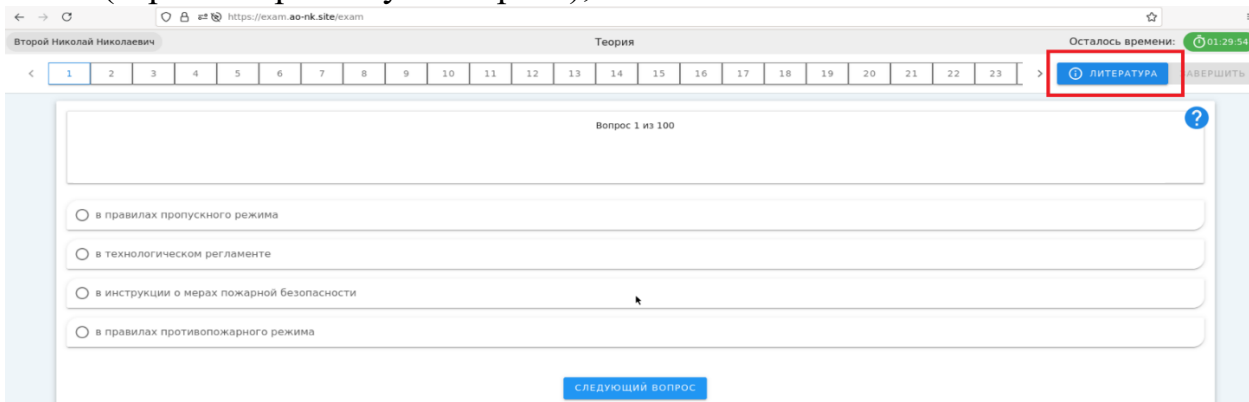 https://exam.ao-nk.site/exam
Второй Николай Николаевич Теория Осталось времени: 01:29:54
< 1 2 3 4 5 6 7 8 9 10 11 12 13 14 15 16 17 18 19 20 21 22 23 > ЛИТЕРАТУРА ЗАВЕРШИТЬ
Вопрос 1 из 100 ?
в правилах пропускного режима
в технологическом регламенте
в инструкции о мерах пожарной безопасности
в правилах противопожарного режима
СЛЕДУЮЩИЙ ВОПРОС